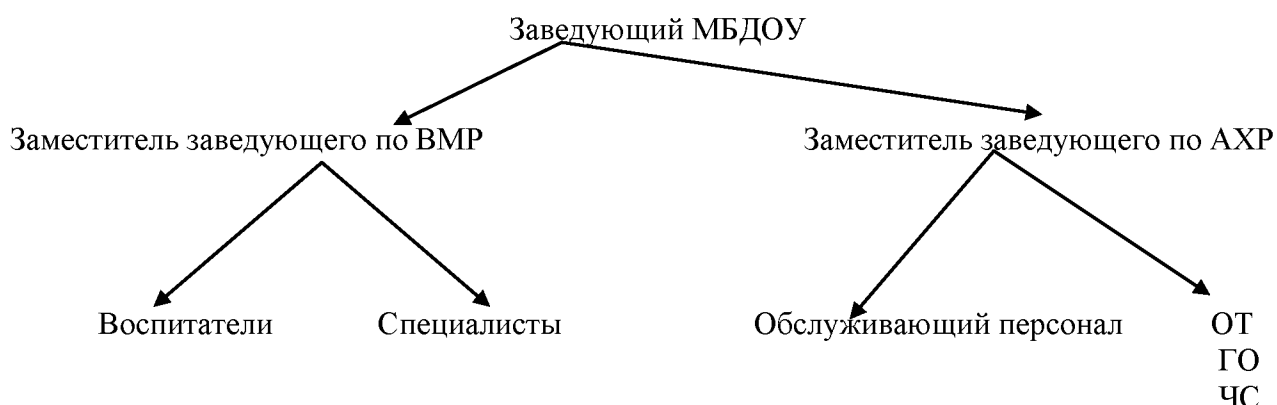 Заведующий МБДОУ
Заместитель заведующего по ВМР
Заместитель заведующего по АХР
Воспитатели
Специалисты
Обслуживающий персонал
ОТ
ГО
ЧС